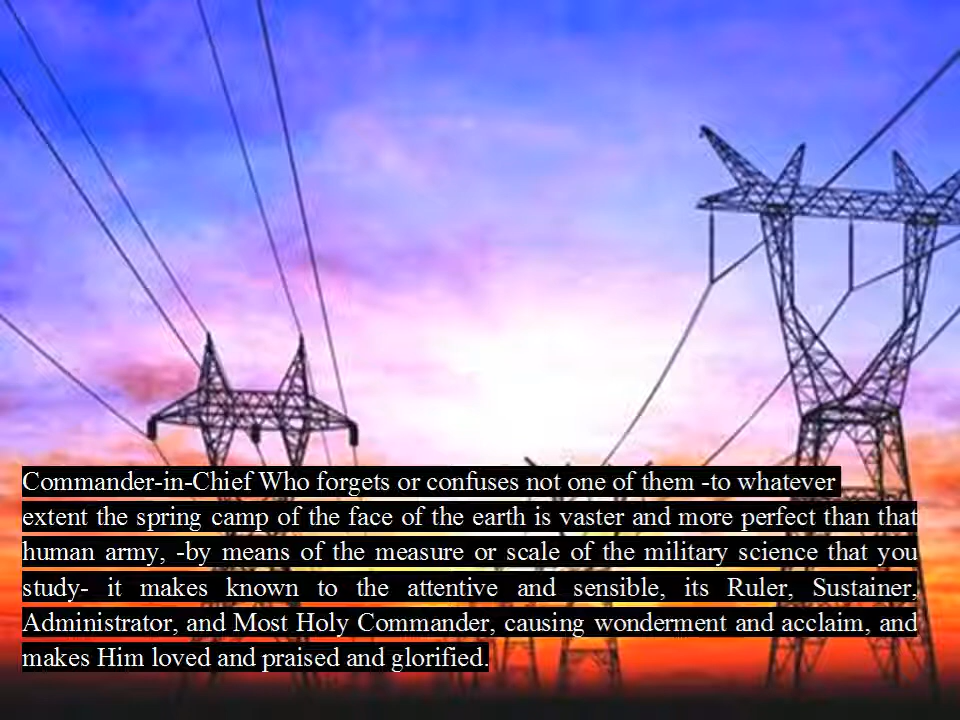 Commander-in-Chief Who forgets or confuses not one of them -to whatever
extent the spring camp of the face of the earth is vaster and more perfect than that
human army, -by means of the measure or scale of the military science that you
study- it makes known to the attentive and sensible, its Ruler, Sustainer,
Administrator, and Most Holy Commander, causing wonderment and acclaim, and
makes Him loved and praised and glorified.